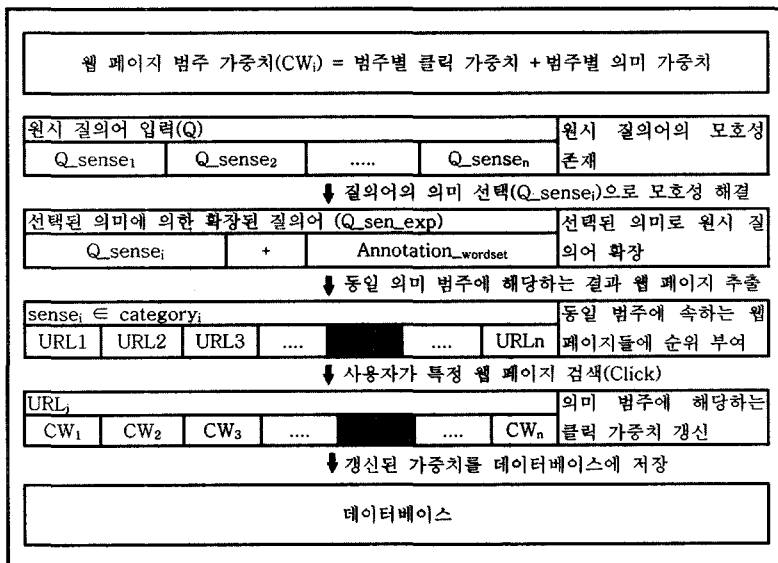 웹 페이지 범주 가중치(CWi) = 범주별 클릭 가중치 + 범주별 의미 가중치
원시 질의어 입력(Q)
Q_sense1 Q_sense2 ..... Q_sensen
원시 질의어의 모호성
존재
질의어의 의미 선택(Q_sensei)으로 모호성 해결
선택된 의미에 의한 확장된 질의어 (Q_sen_exp)
Q_sensei + Annotation_wordset
선택된 의미로 원시 질
의어 확장
동일 의미 범주에 해당하는 결과 웹 페이지 추출
sensei ∈ categoryi
URL1 URL2 URL3 .... .... URLn
동일 범주에 속하는 웹
페이지들에 순위 부여
사용자가 특정 웹 페이지 검색(Click)
URLj
CW1 CW2 CW3 .... .... CWn
의미 범주에 해당하는
클릭 가중치 갱신
갱신된 가중치를 데이터베이스에 저장
데이터베이스